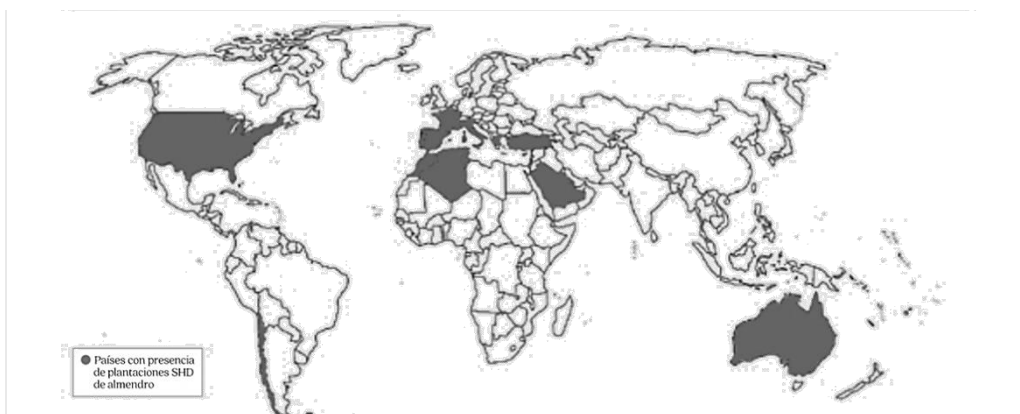 Países con presencia
de plantaciones SHD
de almendro